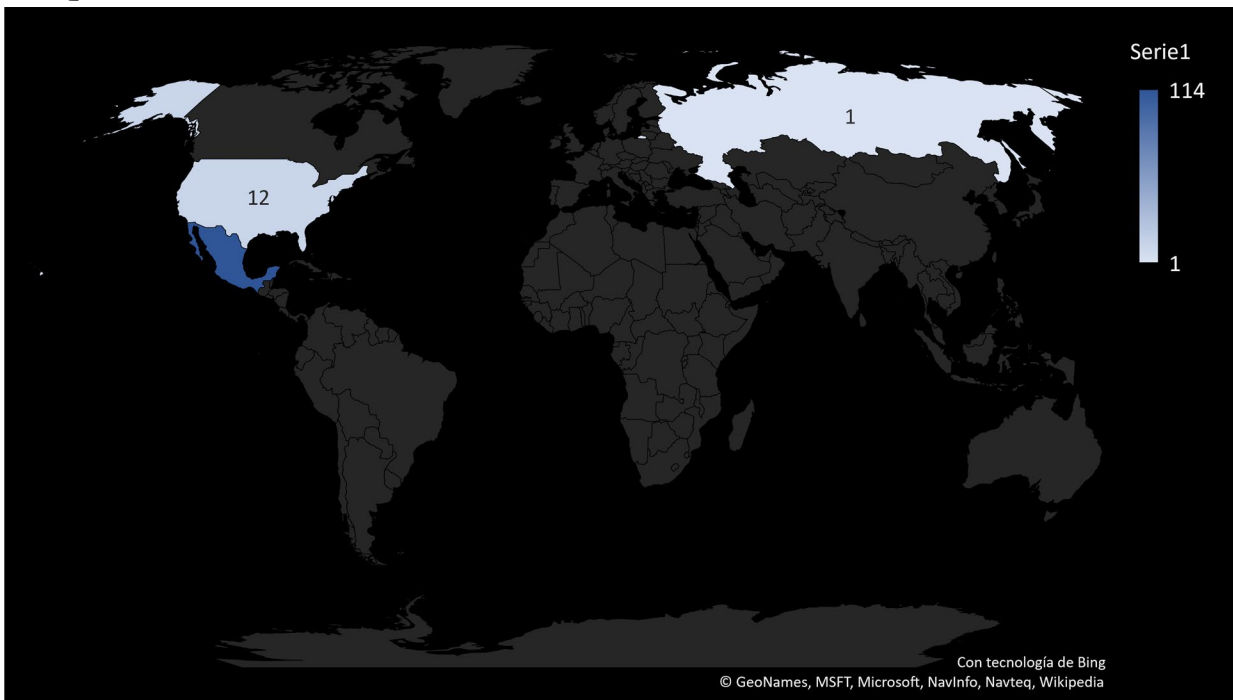 Serie1
114
1
12
1
Con tecnología de Bing
© GeoNames, MSFT, Microsoft, NavInfo, Navteq, Wikipedia